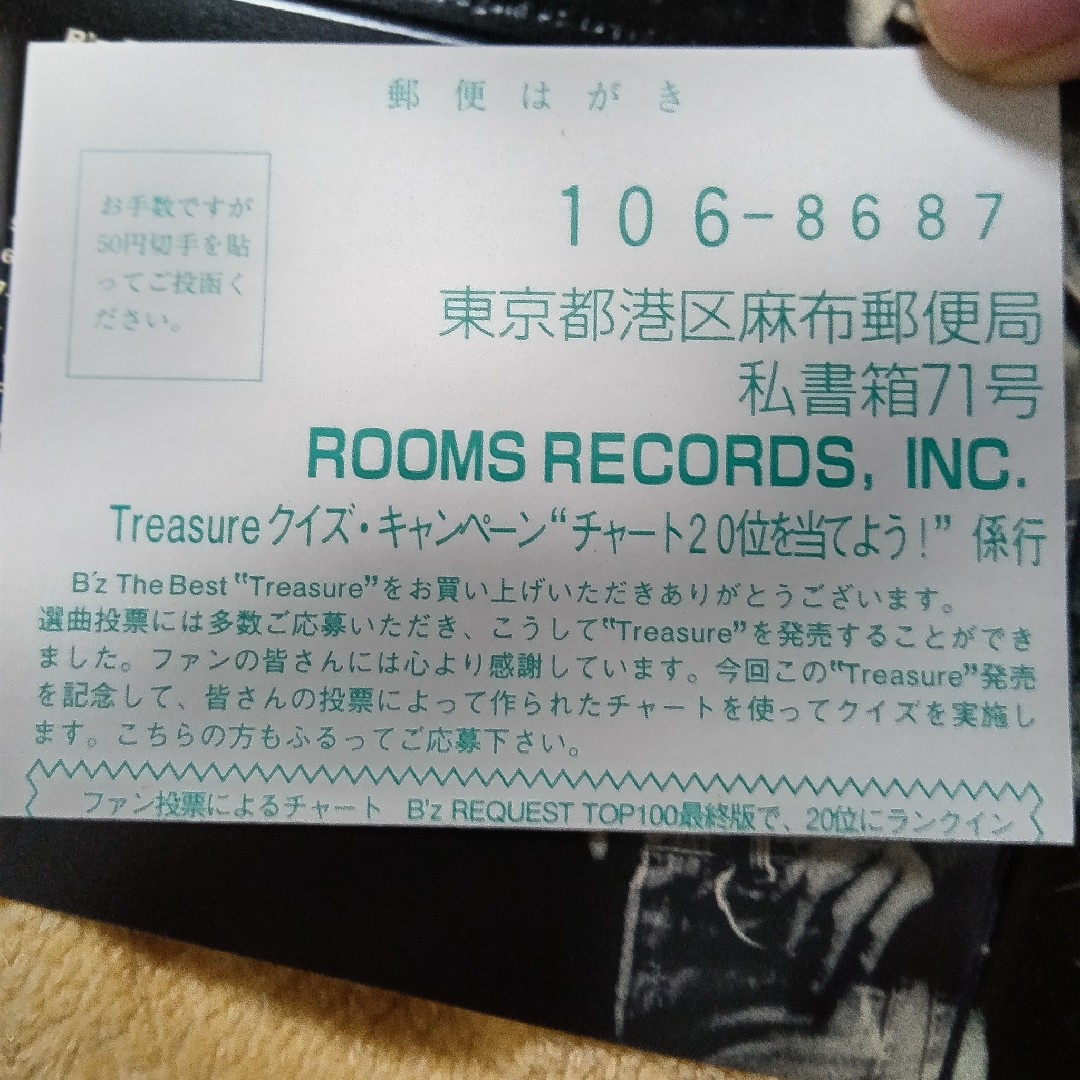 郵便はがき
お手数ですが
50円切手を貼
ってご投函く
ださい。
106-8687
東京都港区麻布郵便局
私書箱71号
ROOMS RECORDS, INC.
Treasureクイズ・キャンペーン“チャート20位を当てよう!” 係行
B'z The Best “Treasure”をお買い上げいただきありがとうございます。
選曲投票には多数ご応募いただき、こうして“Treasure”を発売することができ
ました。ファンの皆さんには心より感謝しています。今回この“Treasure”発売
を記念して、皆さんの投票によって作られたチャートを使ってクイズを実施し
ます。こちらの方もふるってご応募下さい。
ファン投票によるチャート B'z REQUEST TOP100最終版で、20位にランクイン